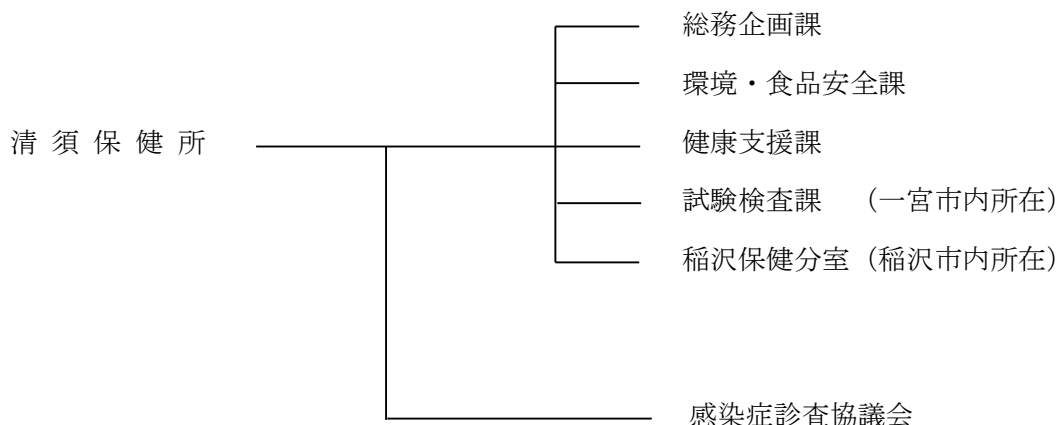 総務企画課
環境・食品安全課
清須保健所
健康支援課
試験検査課 （一宮市内所在）
稲沢保健分室（稲沢市内所在）
感染症診査協議会